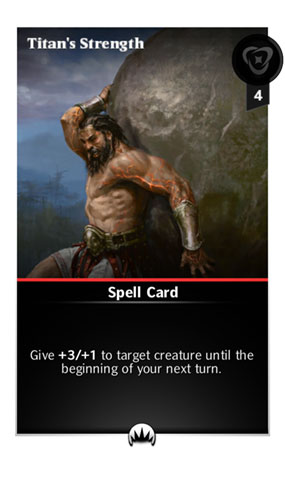 Titan's Strength
4
Spell Card
Give +3/+1 to target creature until the
beginning of your next turn.